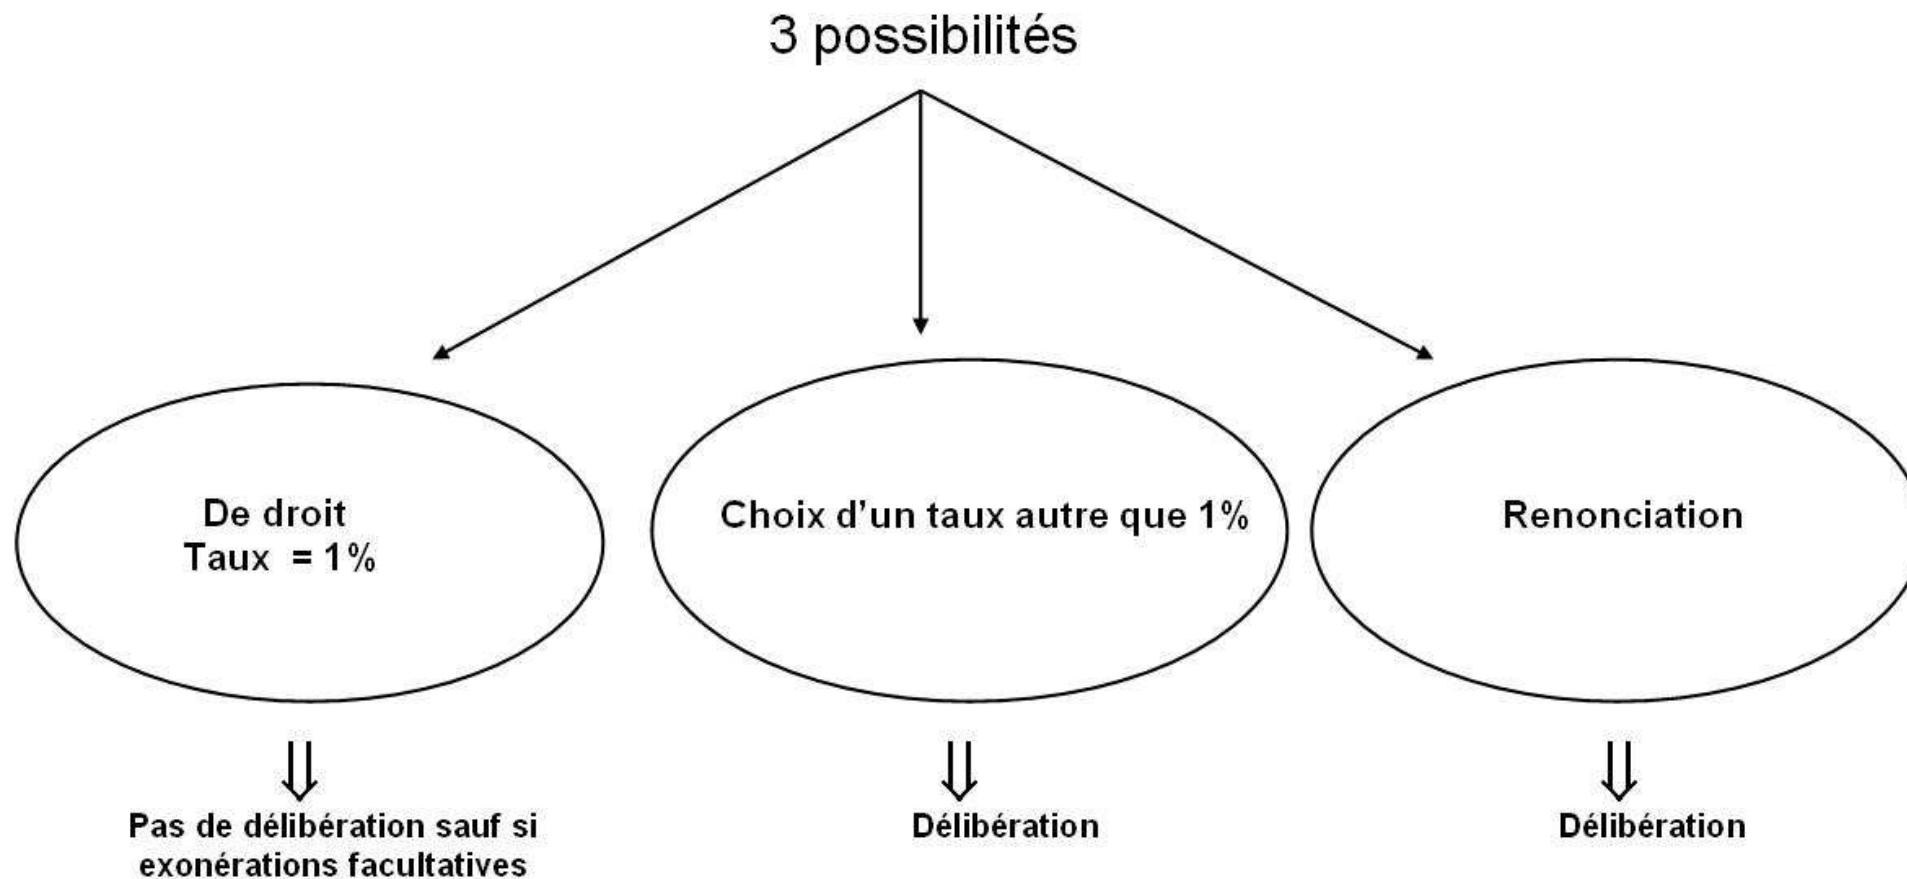 3 possibilités
De droit
Taux = 1%
Choix d’un taux autre que 1%
Renonciation
Pas de délibération sauf si
exonérations facultatives
Délibération
Délibération